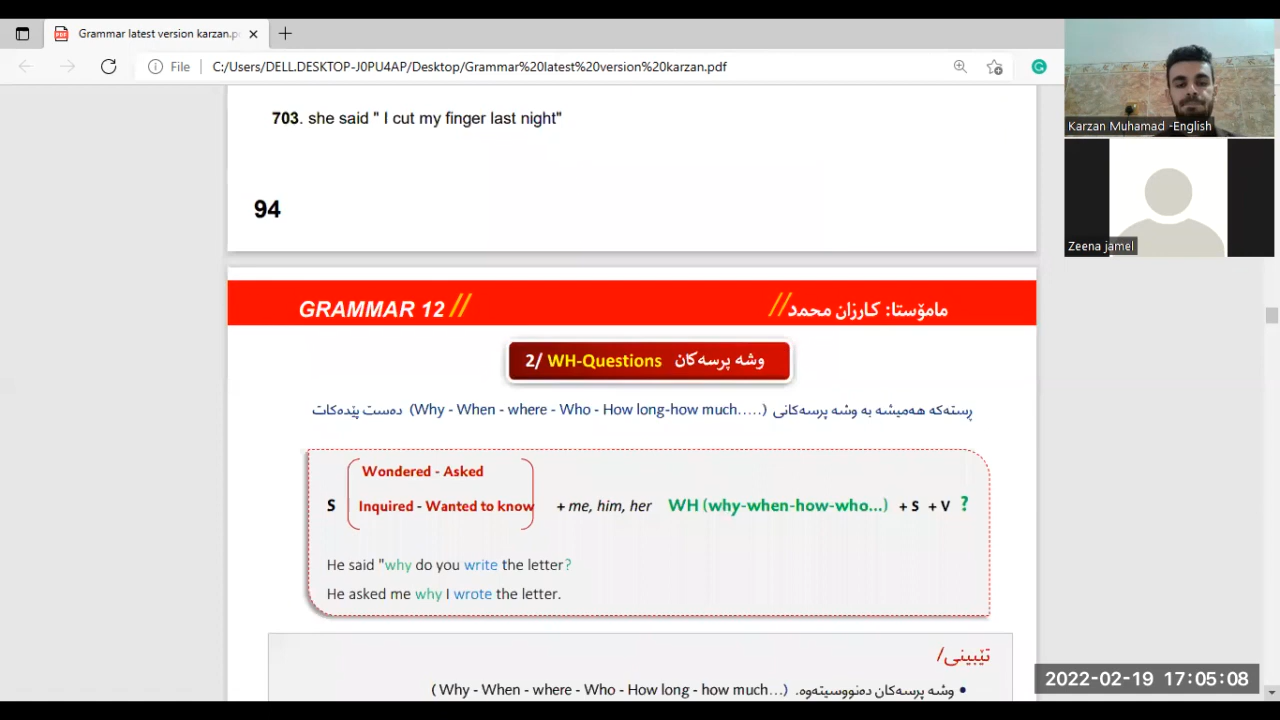 Grammar latest version karzan.p
File
C:/Users/DELL.DESKTOP-J0PU4AP/Desktop/Grammar%20latest%20version%20karzan.pdf
Karzan Muhamad -English
Zeena jamel
703. she said " I cut my finger last night"
94
GRAMMAR 12 //
مامۆستا: کارزان محمد //
2/ WH-Questions وشە پرسەکان
ڕستەکە هەمیشە بە وشە پرسەکانی (Why - When - where - Who - How long-how much.....) دەست پێدەکات
Wondered - Asked
S Inquired - Wanted to know + me, him, her WH (why-when-how-who...) + S + V ?
He said "why do you write the letter?
He asked me why I wrote the letter.
تێبینی/
• وشە پرسەکان دەنووسیتەوە. (Why - When - where - Who - How long - how much...)
2022-02-19 17:05:08